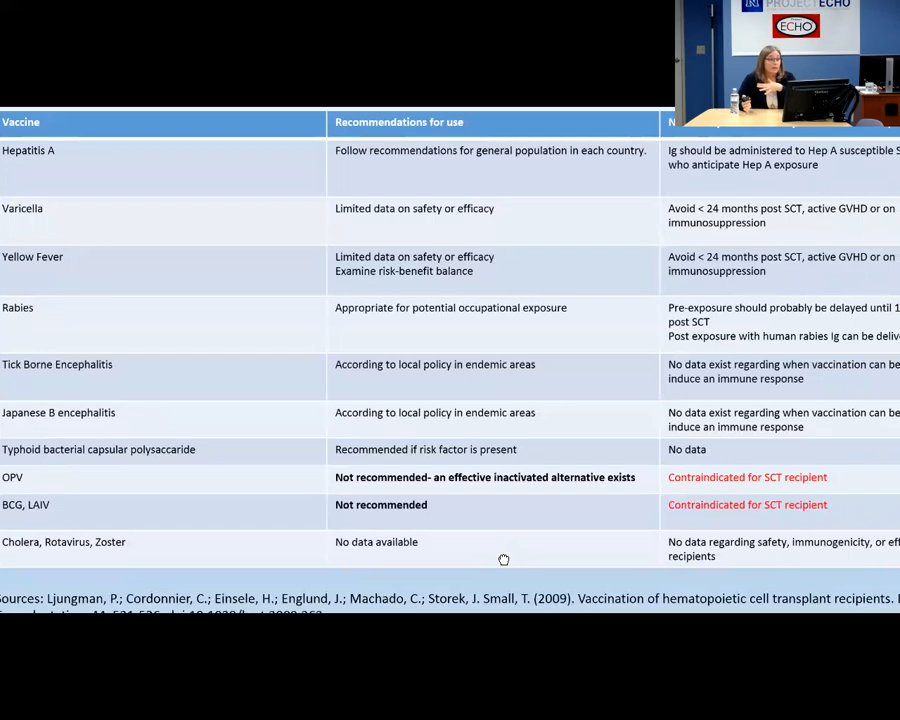 N PROJECT ECHO
ECHO
Vaccine
Recommendations for use
N
Hepatitis A
Follow recommendations for general population in each country.
Ig should be administered to Hep A susceptible S
who anticipate Hep A exposure
Varicella
Limited data on safety or efficacy
Avoid < 24 months post SCT, active GVHD or on
immunosuppression
Yellow Fever
Limited data on safety or efficacy
Examine risk-benefit balance
Avoid < 24 months post SCT, active GVHD or on
immunosuppression
Rabies
Appropriate for potential occupational exposure
Pre-exposure should probably be delayed until 1
post SCT
Post exposure with human rabies Ig can be delive
Tick Borne Encephalitis
According to local policy in endemic areas
No data exist regarding when vaccination can be
induce an immune response
Japanese B encephalitis
According to local policy in endemic areas
No data exist regarding when vaccination can be
induce an immune response
Typhoid bacterial capsular polysaccaride
Recommended if risk factor is present
No data
OPV
Not recommended- an effective inactivated alternative exists
Contraindicated for SCT recipient
BCG, LAIV
Not recommended
Contraindicated for SCT recipient
Cholera, Rotavirus, Zoster
No data available
No data regarding safety, immunogenicity, or eff
recipients
Sources: Ljungman, P.; Cordonnier, C.; Einsele, H.; Englund, J.; Machado, C.; Storek, J. Small, T. (2009). Vaccination of hematopoietic cell transplant recipients.